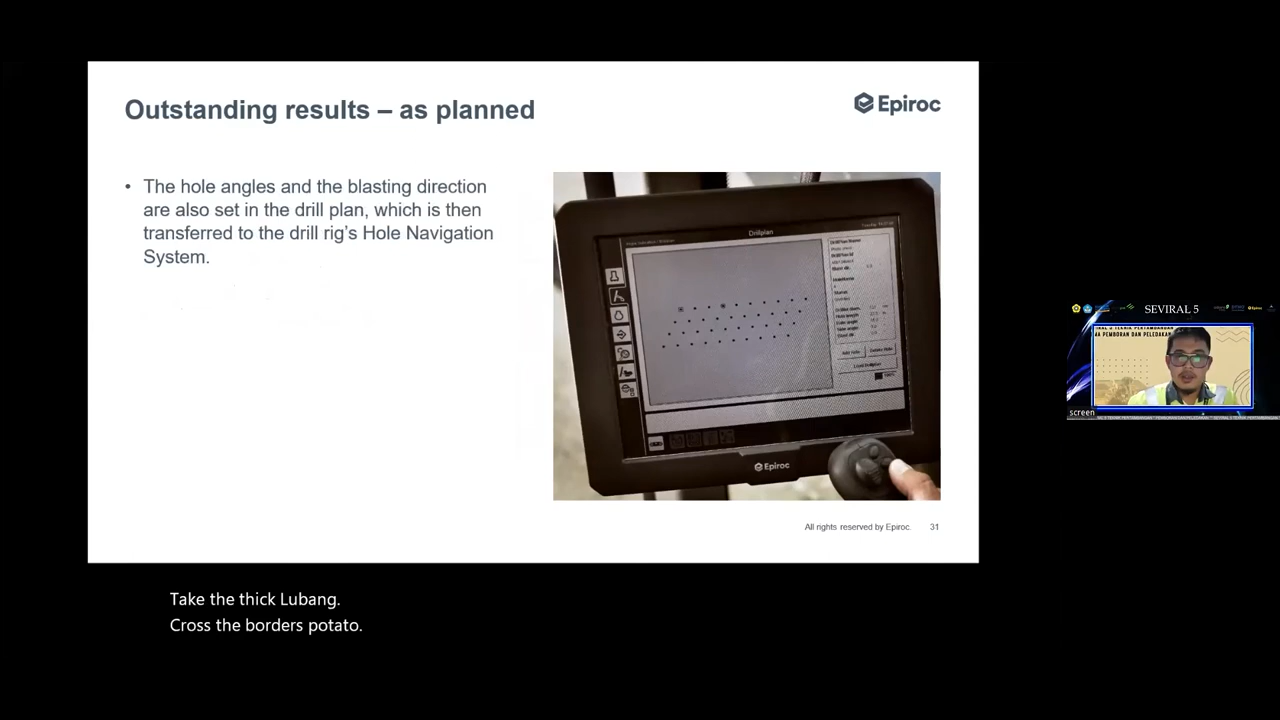 Outstanding results – as planned
Epiroc
• The hole angles and the blasting direction
are also set in the drill plan, which is then
transferred to the drill rig's Hole Navigation
System.
Drillplan
Epiroc
All rights reserved by Epiroc. 31
SEVIRAL 5
screen
Take the thick Lubang.
Cross the borders potato.